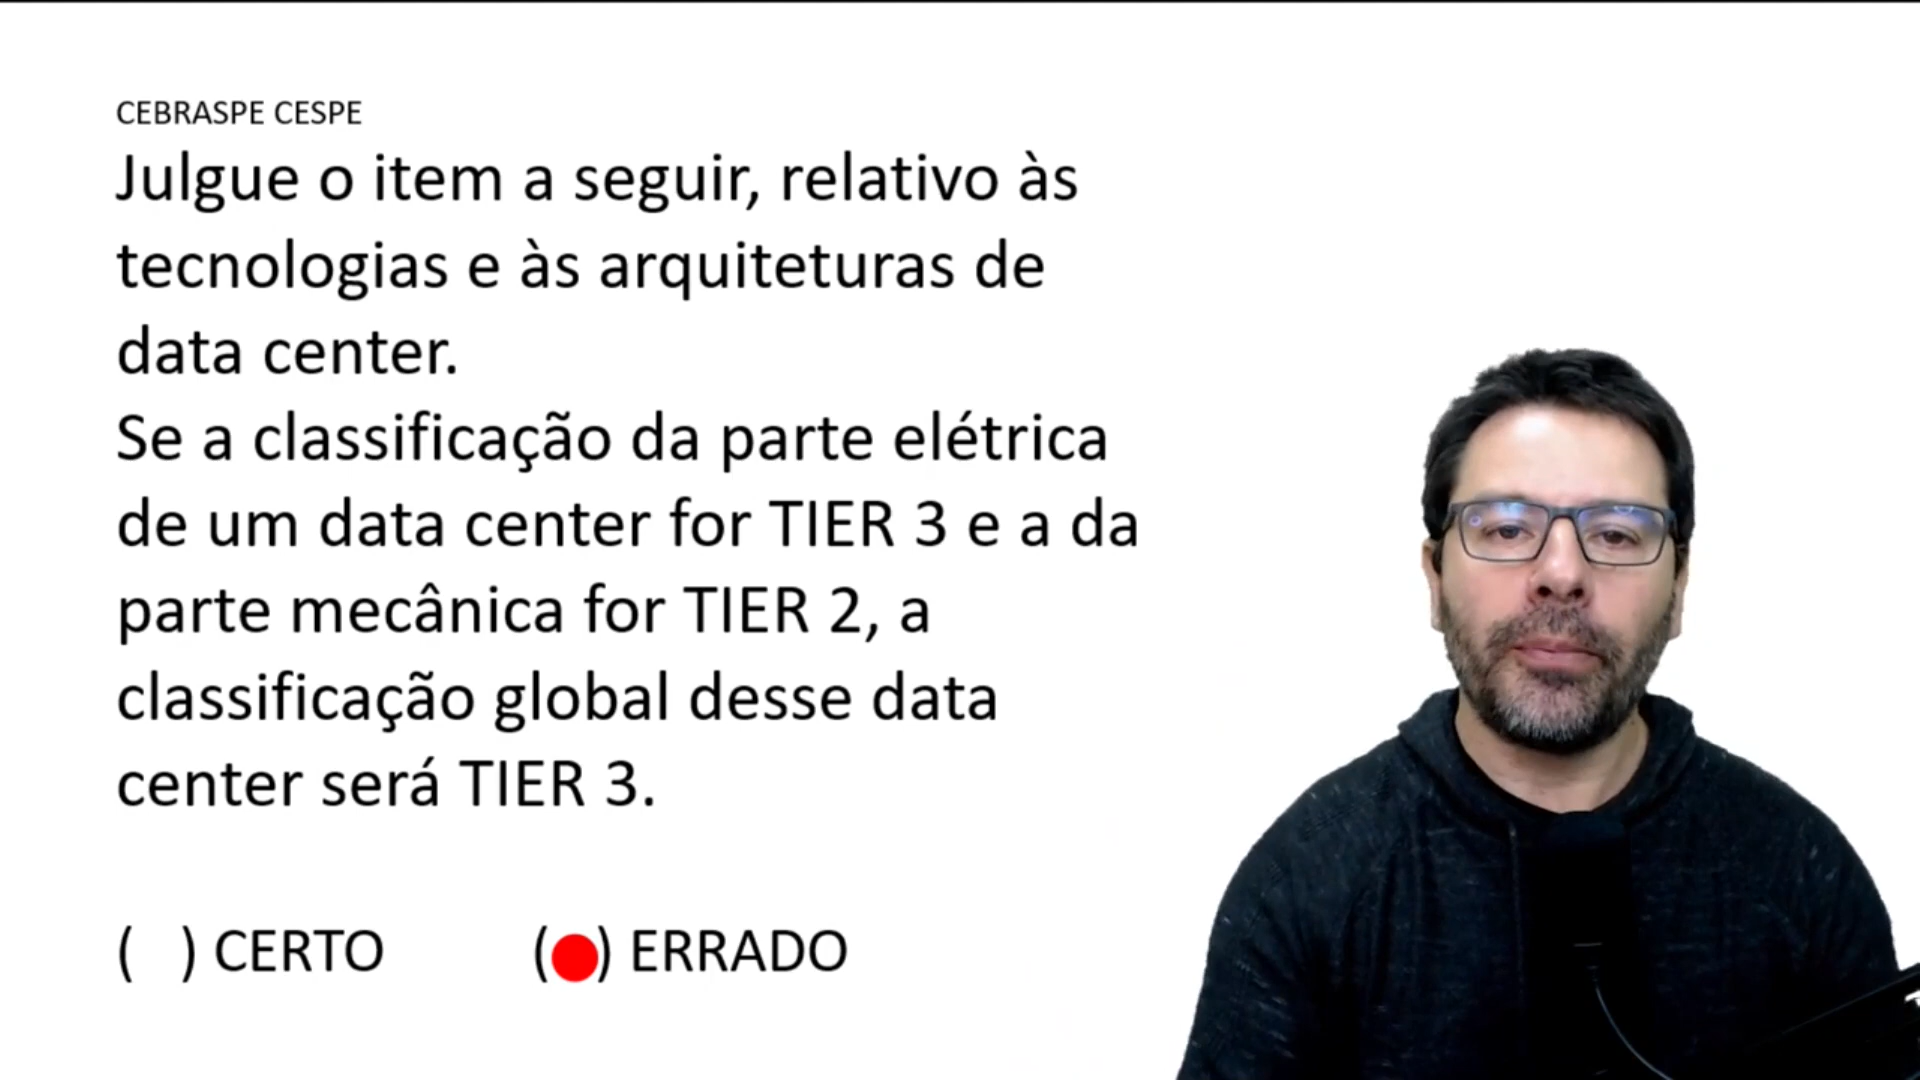 CEBRASPE CESPE
Julgue o item a seguir, relativo às
tecnologias e às arquiteturas de
data center.
Se a classificação da parte elétrica
de um data center for TIER 3 e a da
parte mecânica for TIER 2, a
classificação global desse data
center será TIER 3.
( ) CERTO ( ) ERRADO